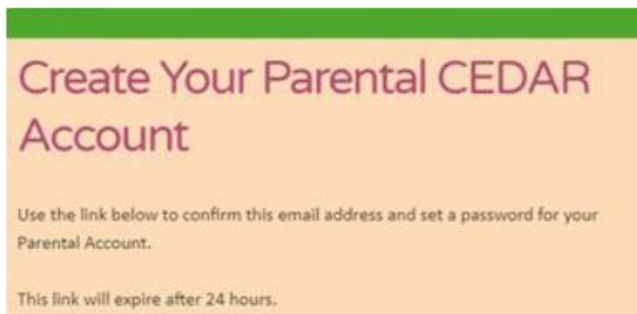 Create Your Parental CEDAR
Account
Use the link below to confirm this email address and set a password for your
Parental Account.
This link will expire after 24 hours.